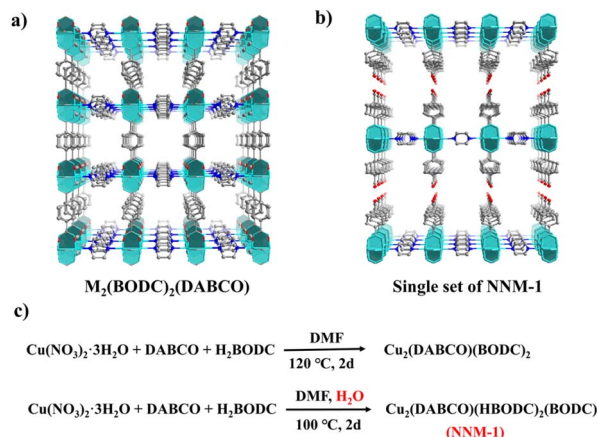 a)
b)
M₂(BODC)₂(DABCO)
Single set of NNM-1
c)
Cu(NO₃)₂·3H₂O + DABCO + H₂BODC
DMF
120 °C, 2d
Cu₂(DABCO)(BODC)₂
Cu(NO₃)₂·3H₂O + DABCO + H₂BODC
DMF, H₂O
100 °C, 2d
Cu₂(DABCO)(HBODC)₂(BODC)
(NNM-1)